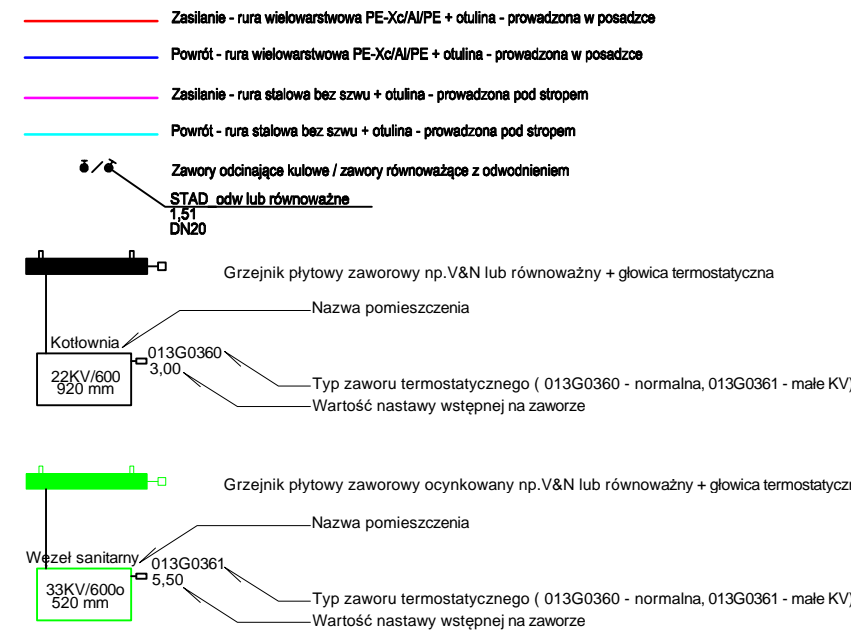 Zasilanie - rura wielowarstwowa PE-Xc/Al/PE + otulina - prowadzona w posadzce
Powrót - rura wielowarstwowa PE-Xc/Al/PE + otulina - prowadzona w posadzce
Zasilanie - rura stalowa bez szwu + otulina - prowadzona pod stropem
Powrót - rura stalowa bez szwu + otulina - prowadzona pod stropem
Zawory odcinające kulowe / zawory równoważące z odwodnieniem
STAD_odw lub równoważne
1,51
DN20
Grzejnik płytowy zaworowy np.V&N lub równoważny + głowica termostatyczna
Nazwa pomieszczenia
Kotłownia
013G0360
3,00
22KV/600
920 mm
Typ zaworu termostatycznego ( 013G0360 - normalna, 013G0361 - małe KV)
Wartość nastawy wstępnej na zaworze
Grzejnik płytowy zaworowy ocynkowany np.V&N lub równoważny + głowica termostatyczn
Nazwa pomieszczenia
Węzeł sanitarny
013G0361
5,50
33KV/600o
520 mm
Typ zaworu termostatycznego ( 013G0360 - normalna, 013G0361 - małe KV)
Wartość nastawy wstępnej na zaworze